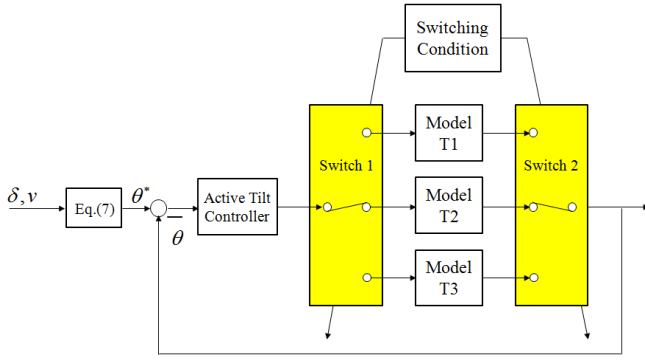 Switching
Condition
Model
T1
Switch 1
Switch 2
δ, v
Eq.(7)
θ*
Active Tilt
Controller
Model
T2
−
θ
Model
T3